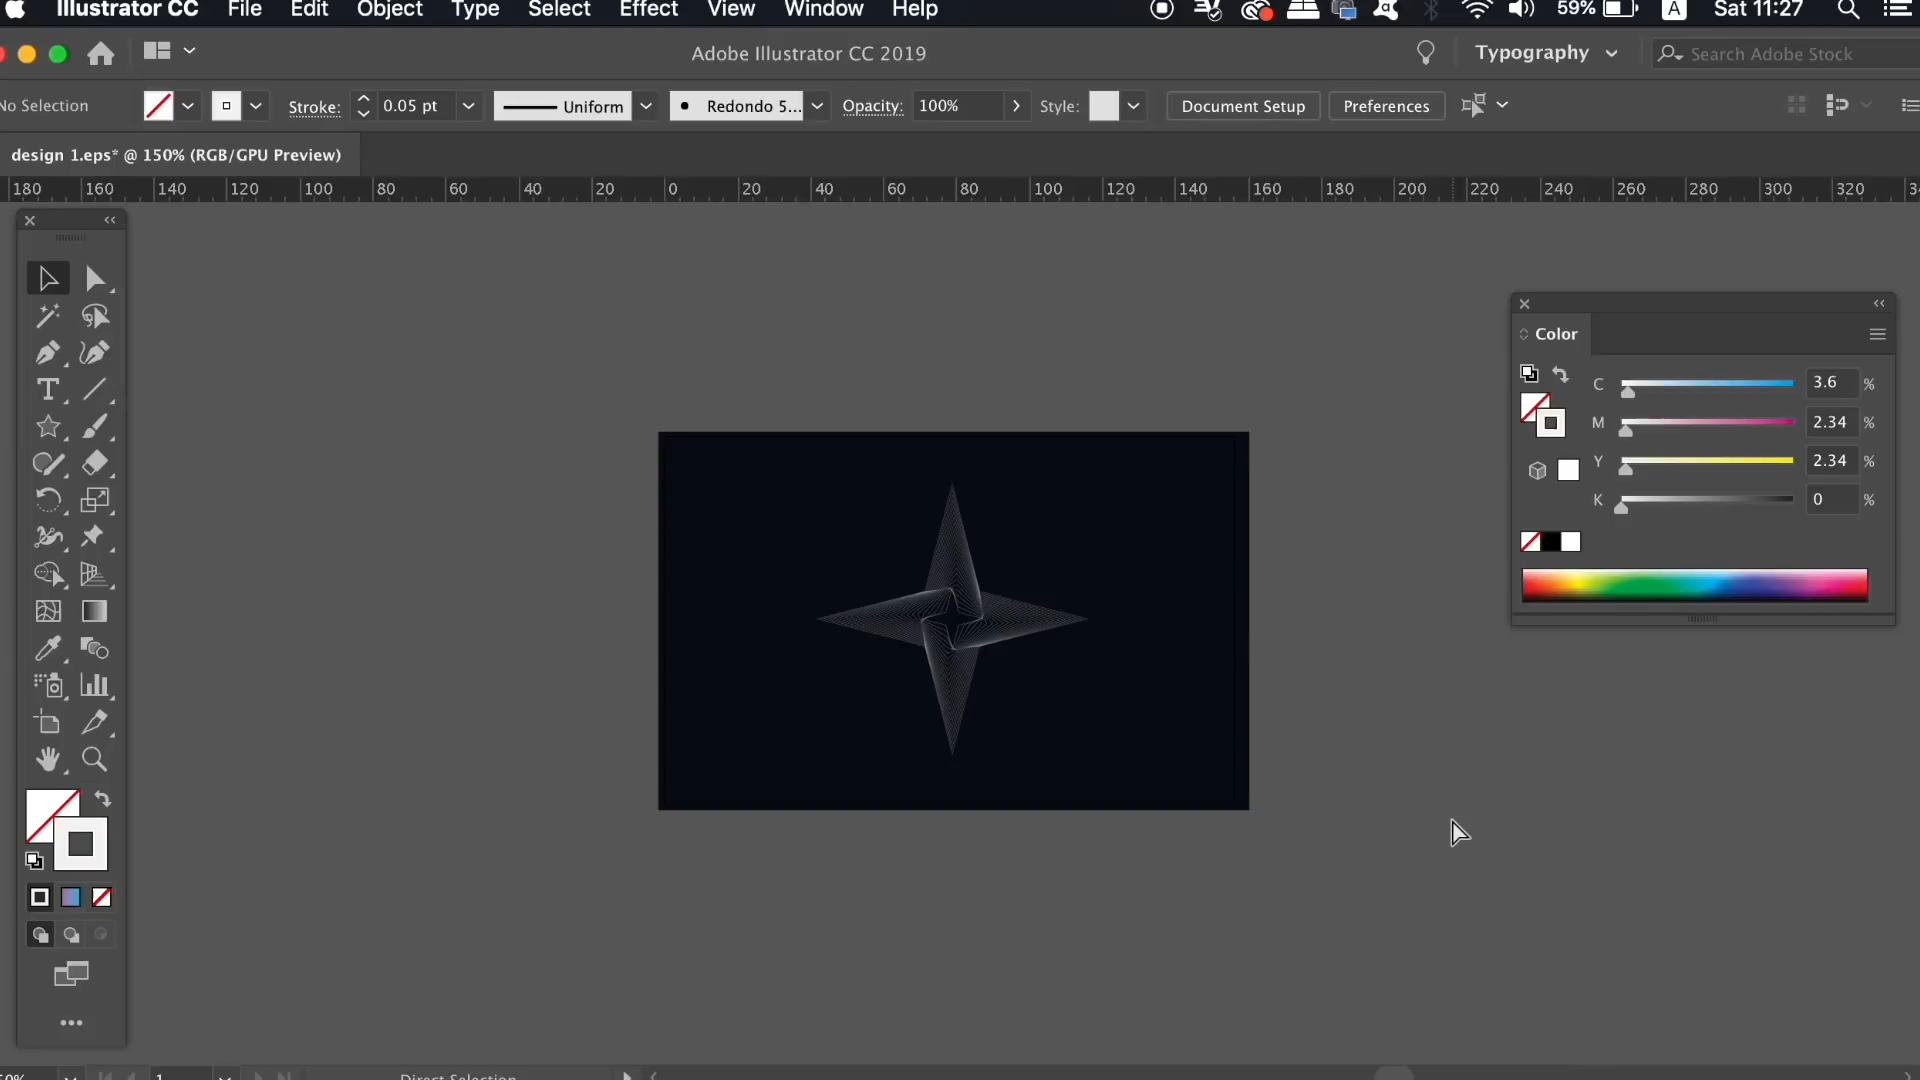 Illustrator CC File Edit Object Type Select Effect View Window Help 59% A Sat 11:27
Adobe Illustrator CC 2019 Typography Search Adobe Stock
No Selection Stroke: 0.05 pt Uniform Redondo 5... Opacity: 100% Style: Document Setup Preferences
design 1.eps* @ 150% (RGB/GPU Preview)
180 160 140 120 100 80 60 40 20 0 20 40 60 80 100 120 140 160 180 200 220 240 260 280 300 320
Color
C 3.6 %
M 2.34 %
Y 2.34 %
K 0 %
1 Direct Selection